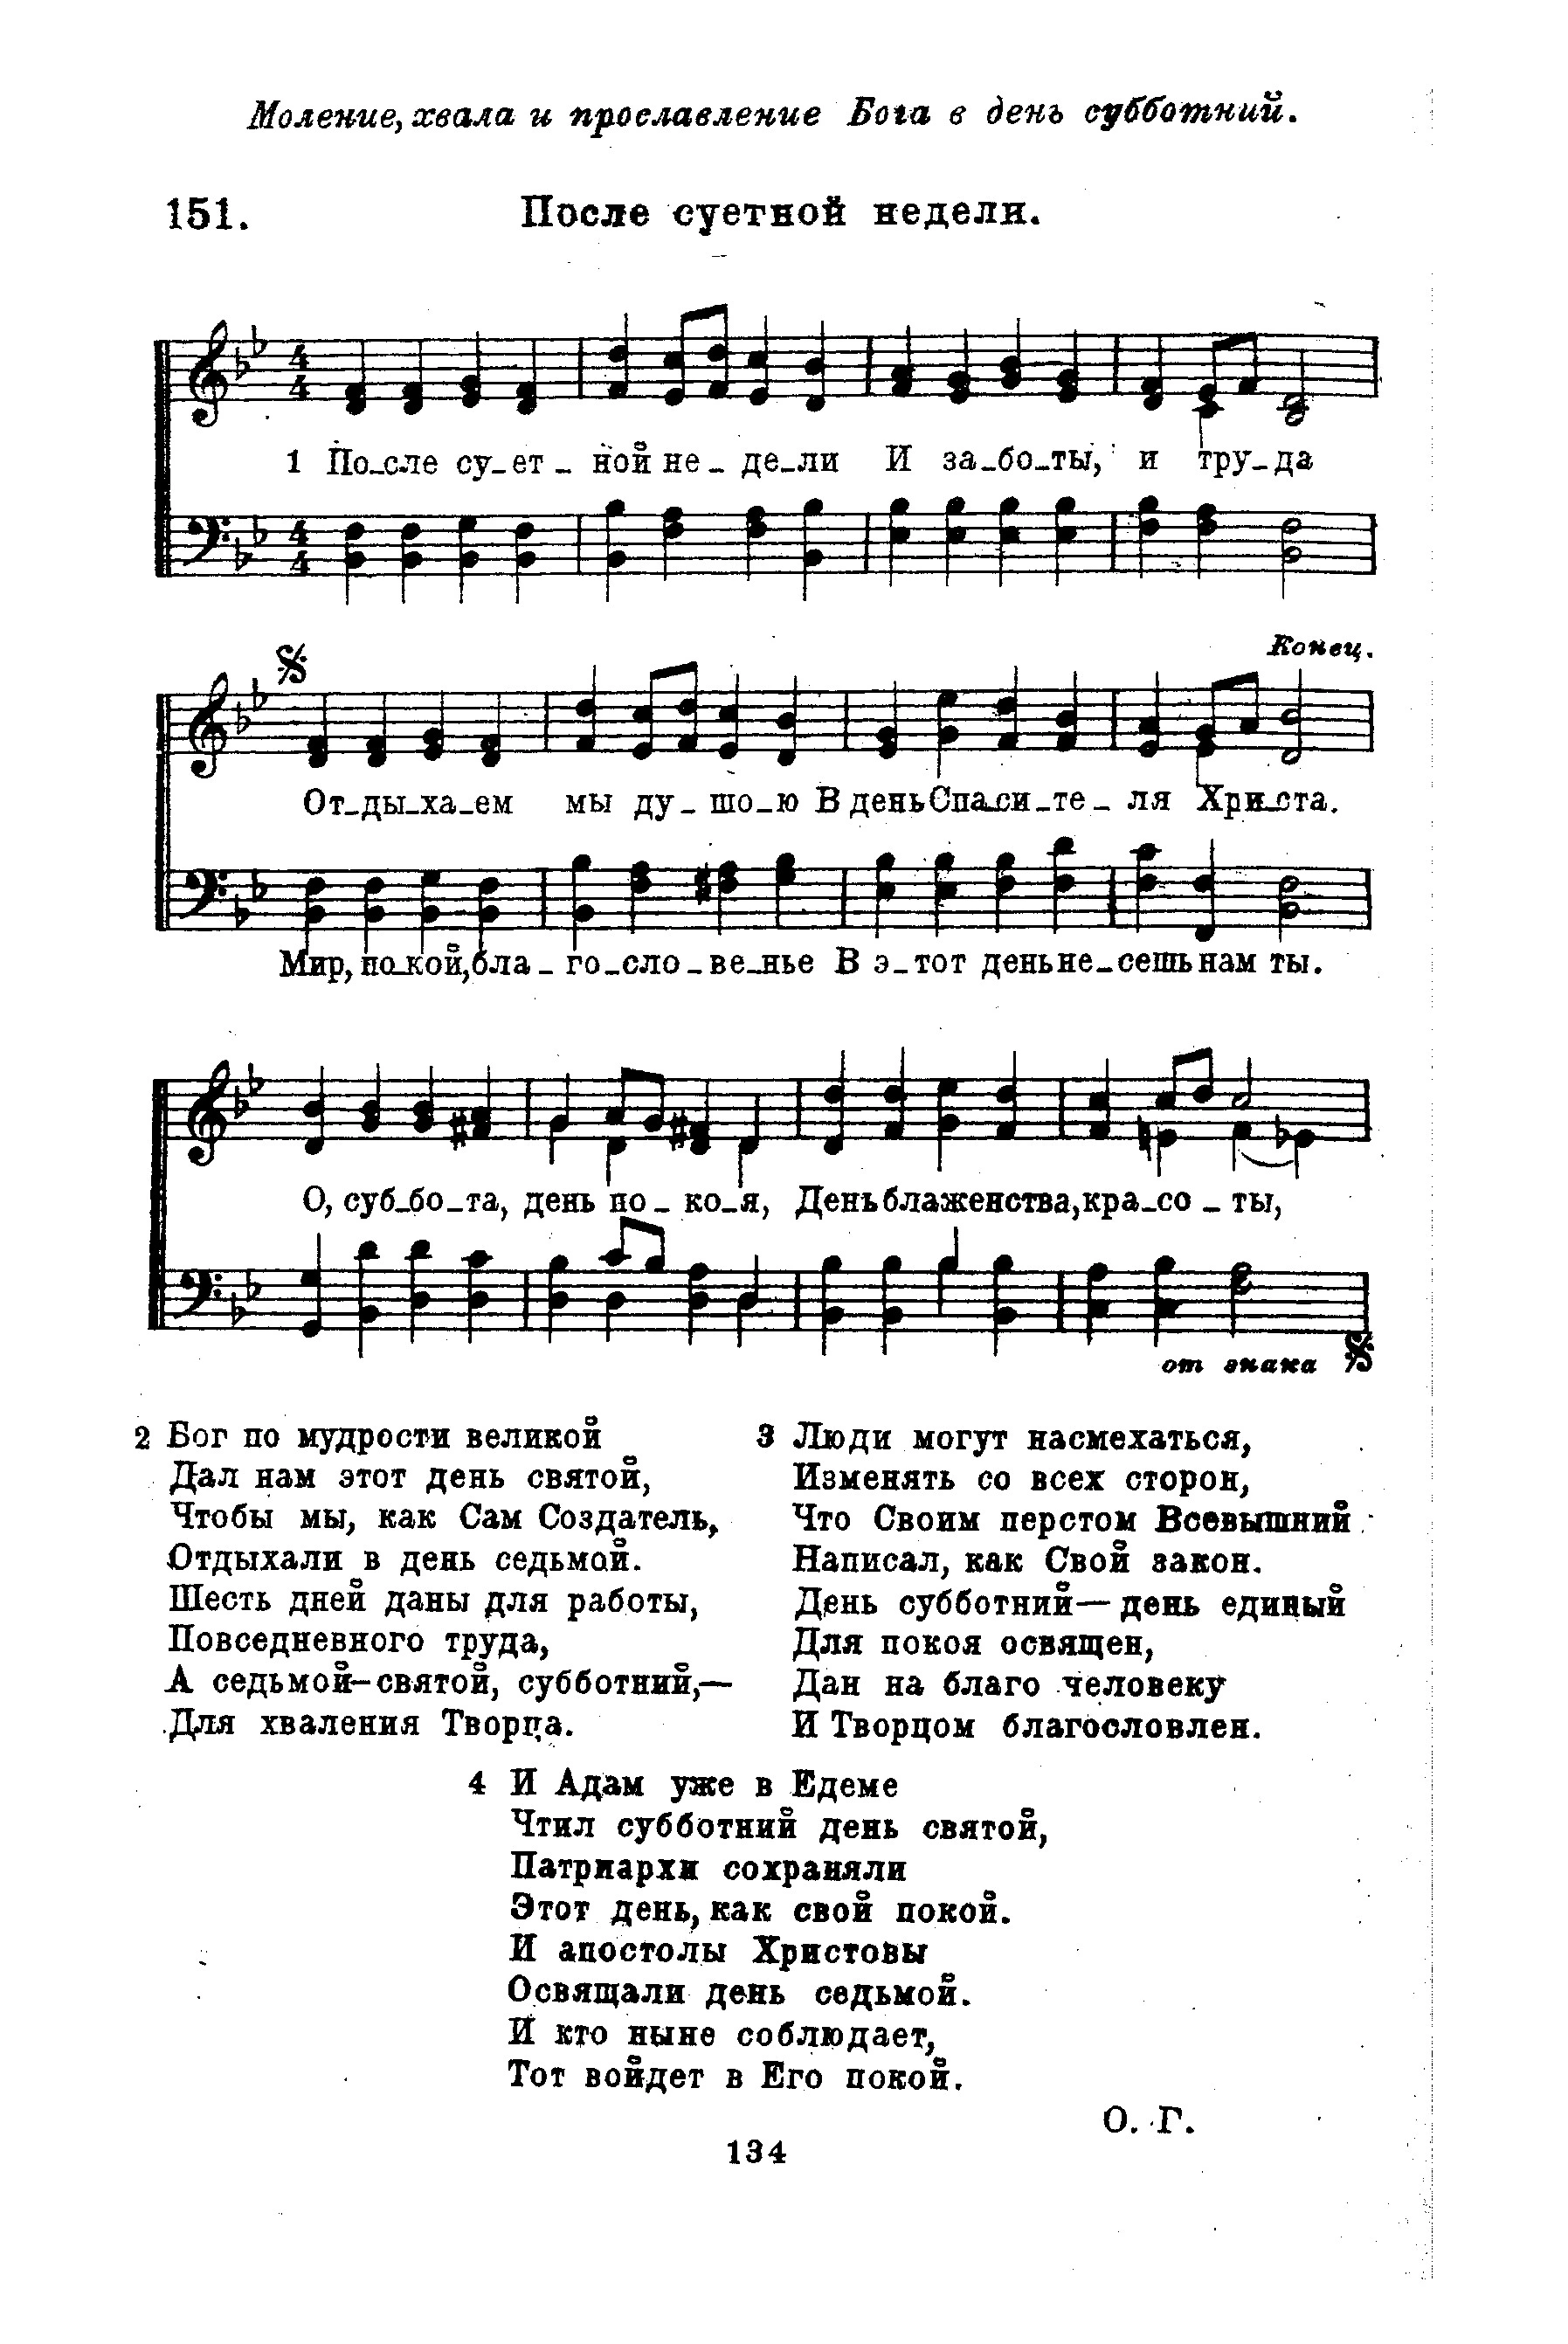 Моление, хвала и прославление Бога в день субботний.
151. После суетной недели.
1 По_сле су_ет_ной не_де_ли И за_бо_ты, и тру_да
Конец.
От_ды_ха_ем мы ду_шо_ю В день Спа_си_те_ля Хри_ста.
Мир, по_кой, бла_го_сло_ве_нье В э_тот день не_сешь нам ты.
О, суб_бо_та, день по_ко_я, День блаженства, кра_со_ты,
от знака
2 Бог по мудрости великой
Дал нам этот день святой,
Чтобы мы, как Сам Создатель,
Отдыхали в день седьмой.
Шесть дней даны для работы,
Повседневного труда,
А седьмой—святой, субботний,—
Для хваления Творца.
3 Люди могут насмехаться,
Изменять со всех сторон,
Что Своим перстом Всевышний
Написал, как Свой закон.
День субботний—день единый
Для покоя освящен,
Дан на благо человеку
И Творцом благословлен.
4 И Адам уже в Едеме
Чтил субботний день святой,
Патриархи сохраняли
Этот день, как свой покой.
И апостолы Христовы
Освящали день седьмой.
И кто ныне соблюдает,
Тот войдет в Его покой.
О. Г.
134